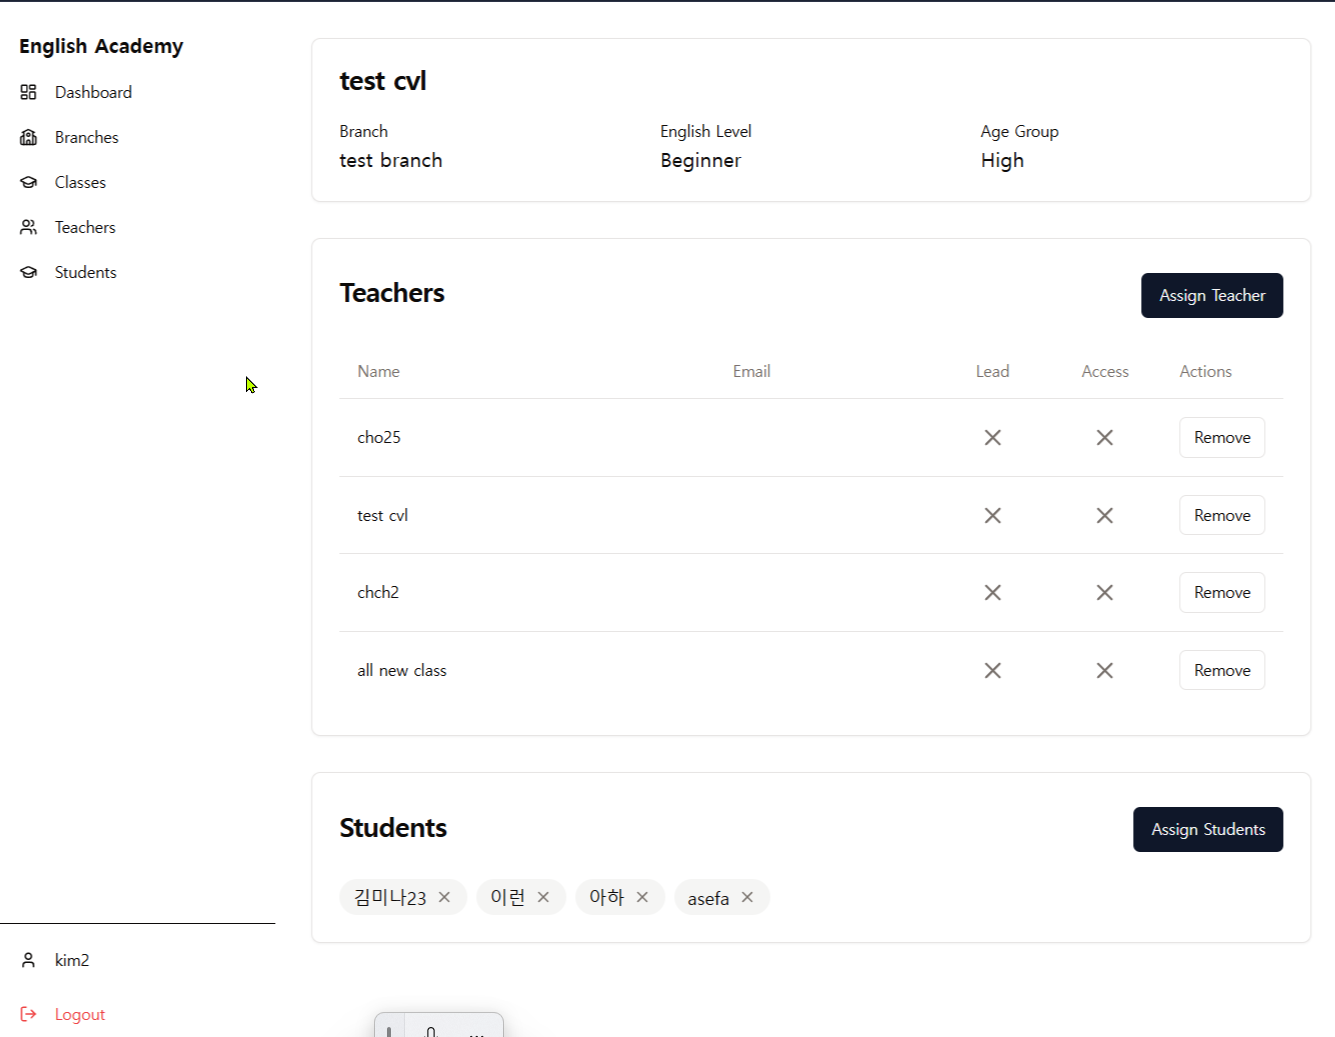 English Academy
Dashboard
Branches
Classes
Teachers
Students
kim2
Logout
test cvl
Branch English Level Age Group
test branch Beginner High
Teachers Assign Teacher
Name Email Lead Access Actions
cho25 Remove
test cvl Remove
chch2 Remove
all new class Remove
Students Assign Students
김미나23 이런 아하 asefa